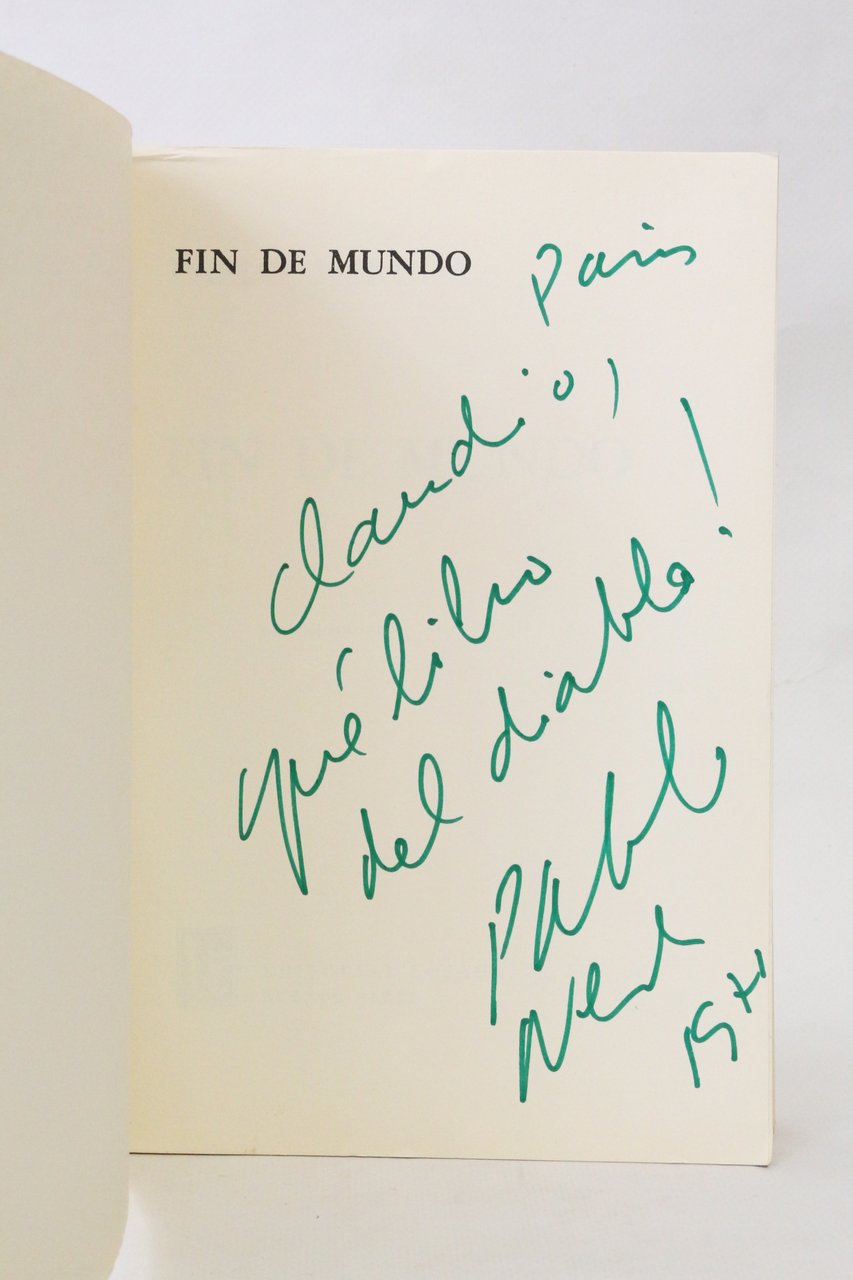 FIN DE MUNDO
Paris
Claudio,
qué libro
del diablo!
Pablo
Neruda
1971